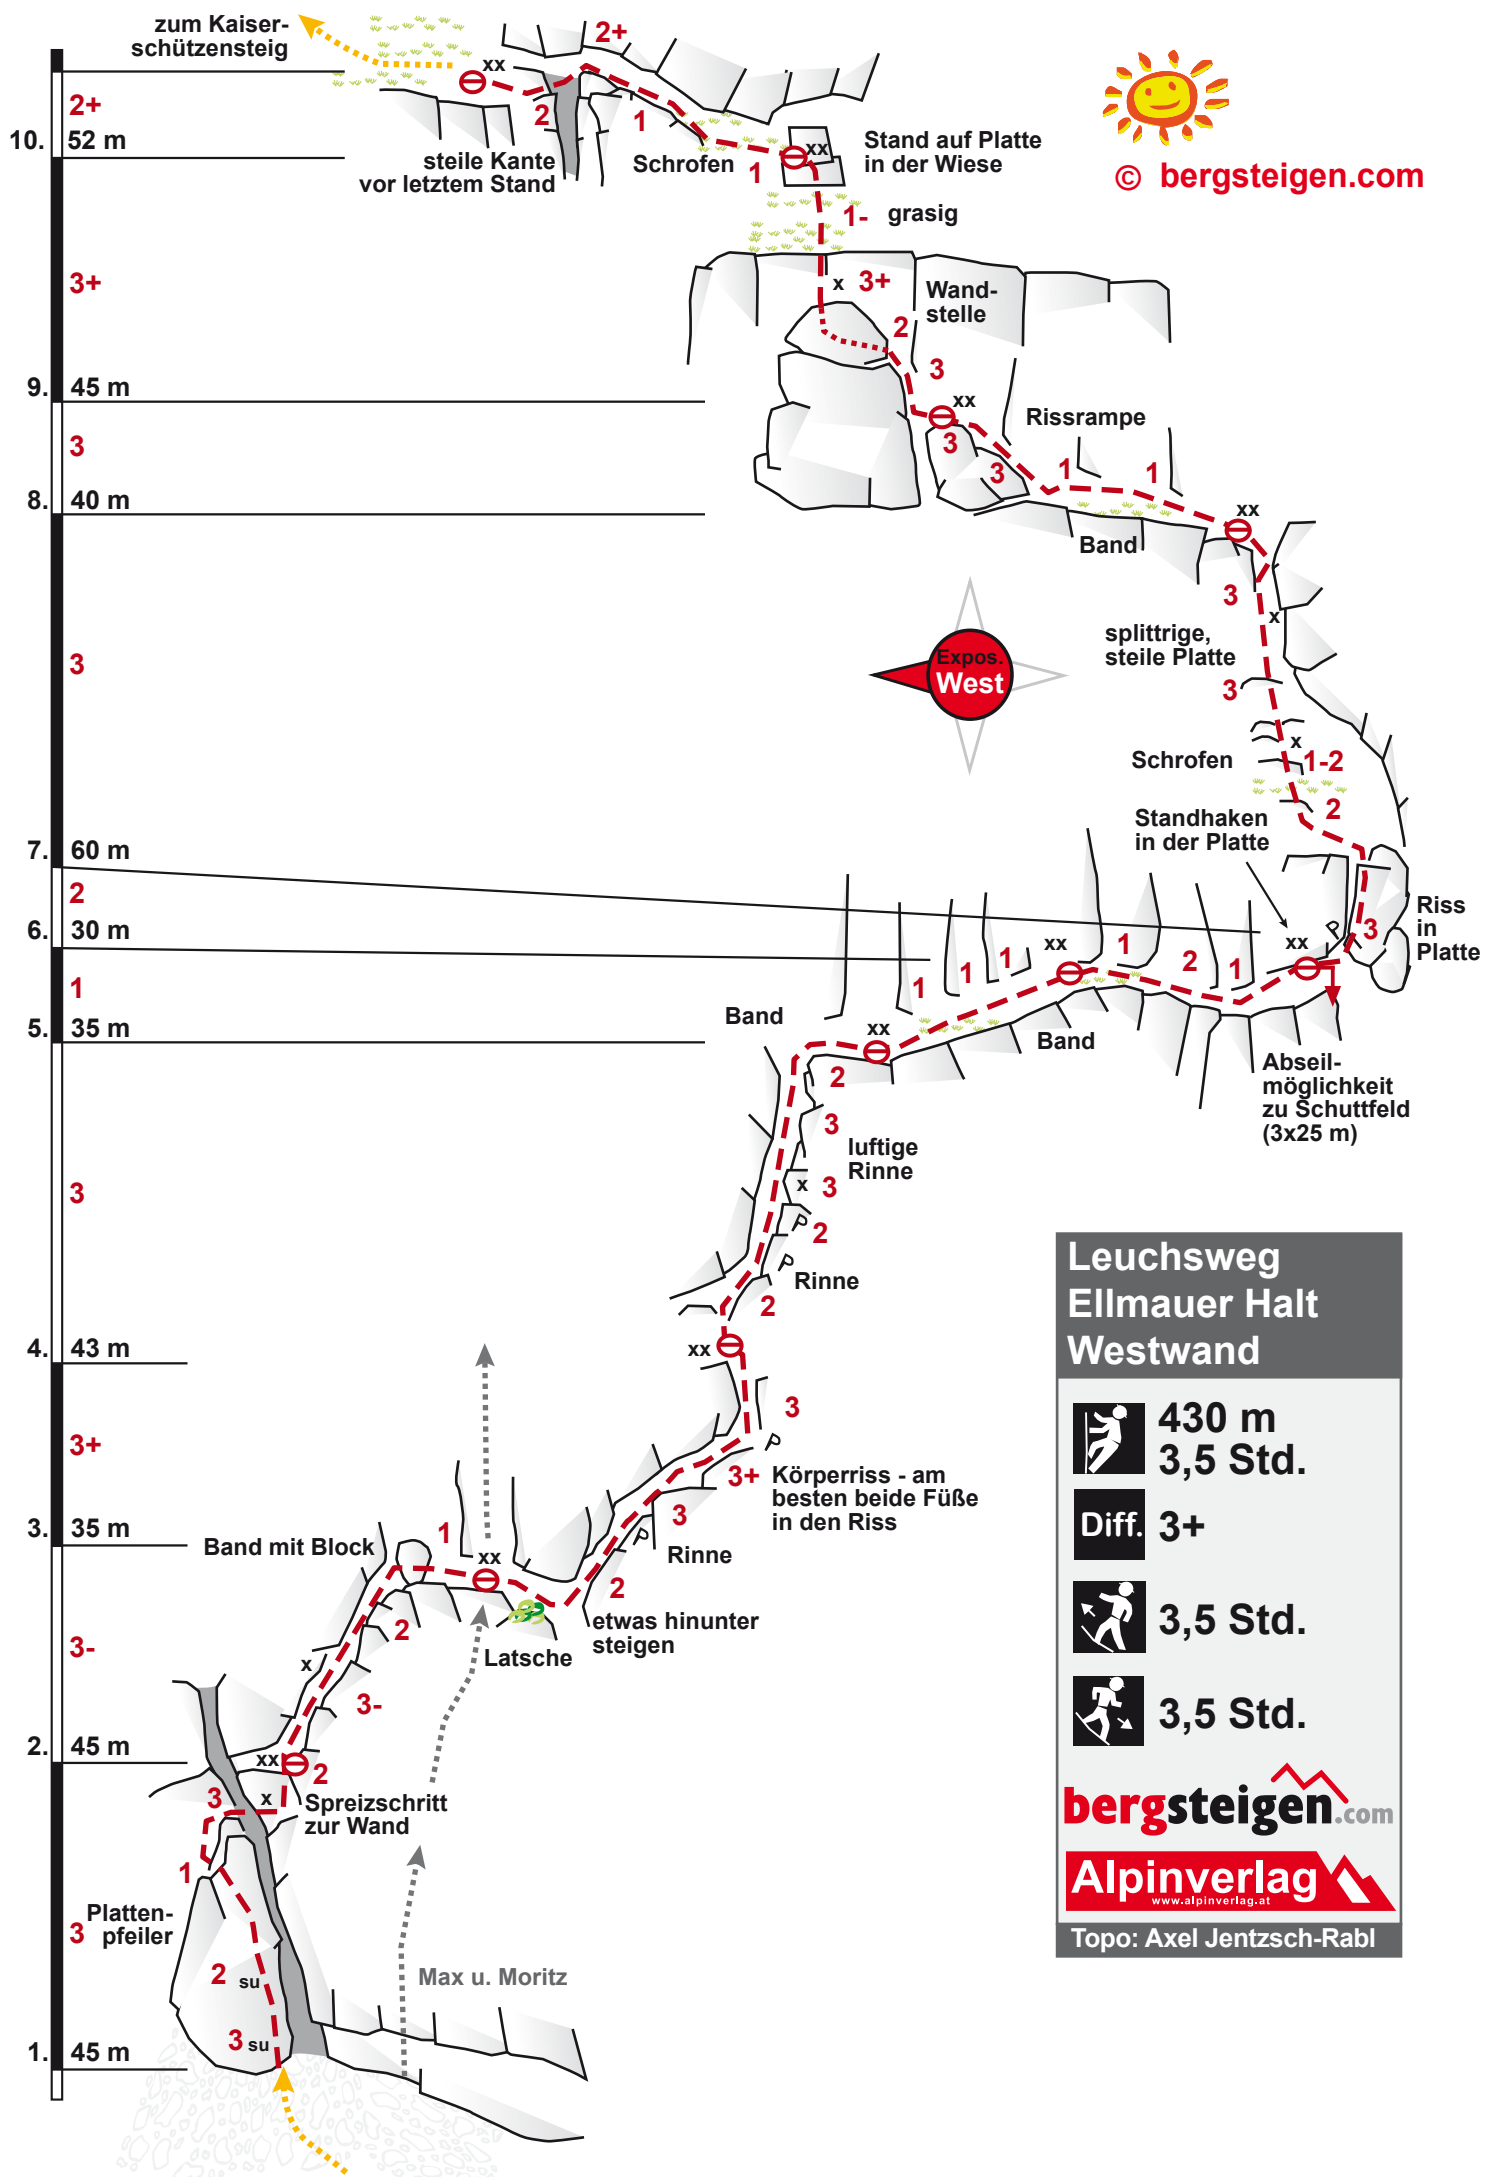 zum Kaiser-
schützensteig
xx
2+
2+
10.
52 m
2
1
steile Kante
vor letztem Stand
Schrofen
1
xx
Stand auf Platte
in der Wiese
© bergsteigen.com
1-
grasig
3+
x
3+
Wand-
stelle
2
3
9.
45 m
xx
3
3
3
Rissrampe
1
1
8.
40 m
xx
Band
3
x
Expos.
West
splittrige,
steile Platte
3
3
x
Schrofen
1-2
2
Standhaken
in der Platte
7.
60 m
2
6.
30 m
xx
1
1
1
1
2
1
xx
P
3
Riss
in
Platte
1
5.
35 m
Band
xx
Band
2
Abseil-
möglichkeit
zu Schuttfeld
(3x25 m)
3
luftige
Rinne
3
x
3
P
2
P
Rinne
2
4.
43 m
xx
3
P
3+
3+
Körperriss - am
besten beide Füße
in den Riss
3
P
Rinne
3.
35 m
Band mit Block
1
xx
2
2
etwas hinunter
steigen
Latsche
3-
x
3-
2.
45 m
xx
2
3
x
Spreizschritt
zur Wand
1
3
Platten-
pfeiler
2
su
Max u. Moritz
3
su
1.
45 m
Leuchsweg
Ellmauer Halt
Westwand
430 m
3,5 Std.
Diff.
3+
3,5 Std.
3,5 Std.
bergsteigen.com
Alpinverlag
www.alpinverlag.at
Topo: Axel Jentzsch-Rabl